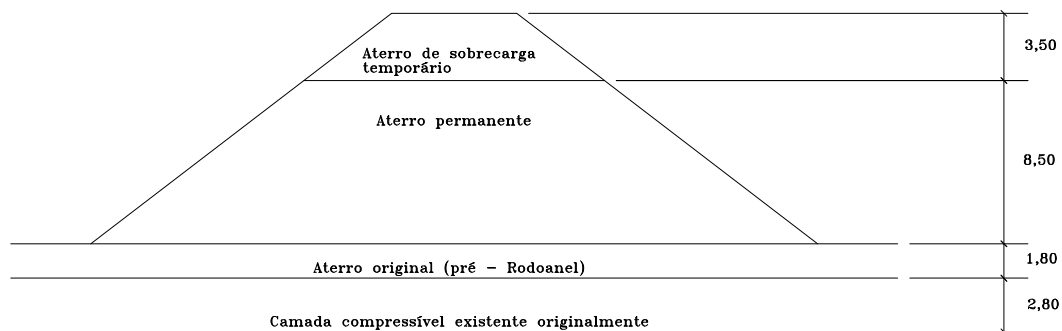 Aterro de sobrecarga
temporário
3,50
Aterro permanente
8,50
Aterro original (pré - Rodoanel)
1,80
2,80
Camada compressível existente originalmente